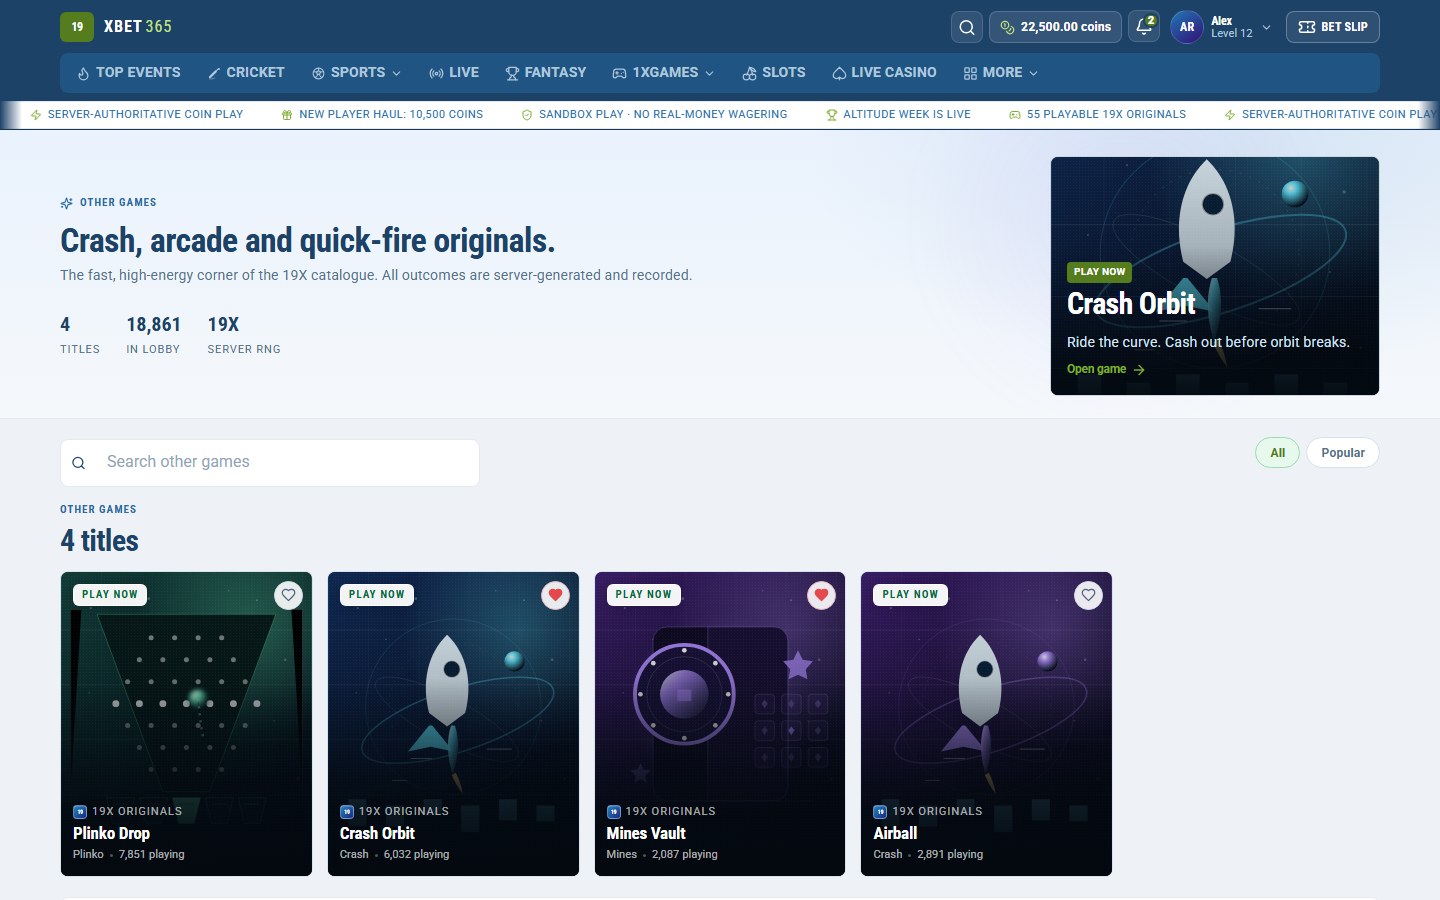 19 XBET 365
22,500.00 coins
2
AR
Alex
Level 12
BET SLIP
TOP EVENTS
CRICKET
SPORTS
LIVE
FANTASY
1XGAMES
SLOTS
LIVE CASINO
MORE
SERVER-AUTHORITATIVE COIN PLAY
NEW PLAYER HAUL: 10,500 COINS
SANDBOX PLAY · NO REAL-MONEY WAGERING
ALTITUDE WEEK IS LIVE
55 PLAYABLE 19X ORIGINALS
SERVER-AUTHORITATIVE COIN PLAY
OTHER GAMES
Crash, arcade and quick-fire originals.
The fast, high-energy corner of the 19X catalogue. All outcomes are server-generated and recorded.
4
TITLES
18,861
IN LOBBY
19X
SERVER RNG
PLAY NOW
Crash Orbit
Ride the curve. Cash out before orbit breaks.
Open game
Search other games
All
Popular
OTHER GAMES
4 titles
PLAY NOW
19 19X ORIGINALS
Plinko Drop
Plinko • 7,851 playing
PLAY NOW
19 19X ORIGINALS
Crash Orbit
Crash • 6,032 playing
PLAY NOW
19 19X ORIGINALS
Mines Vault
Mines • 2,087 playing
PLAY NOW
19 19X ORIGINALS
Airball
Crash • 2,891 playing